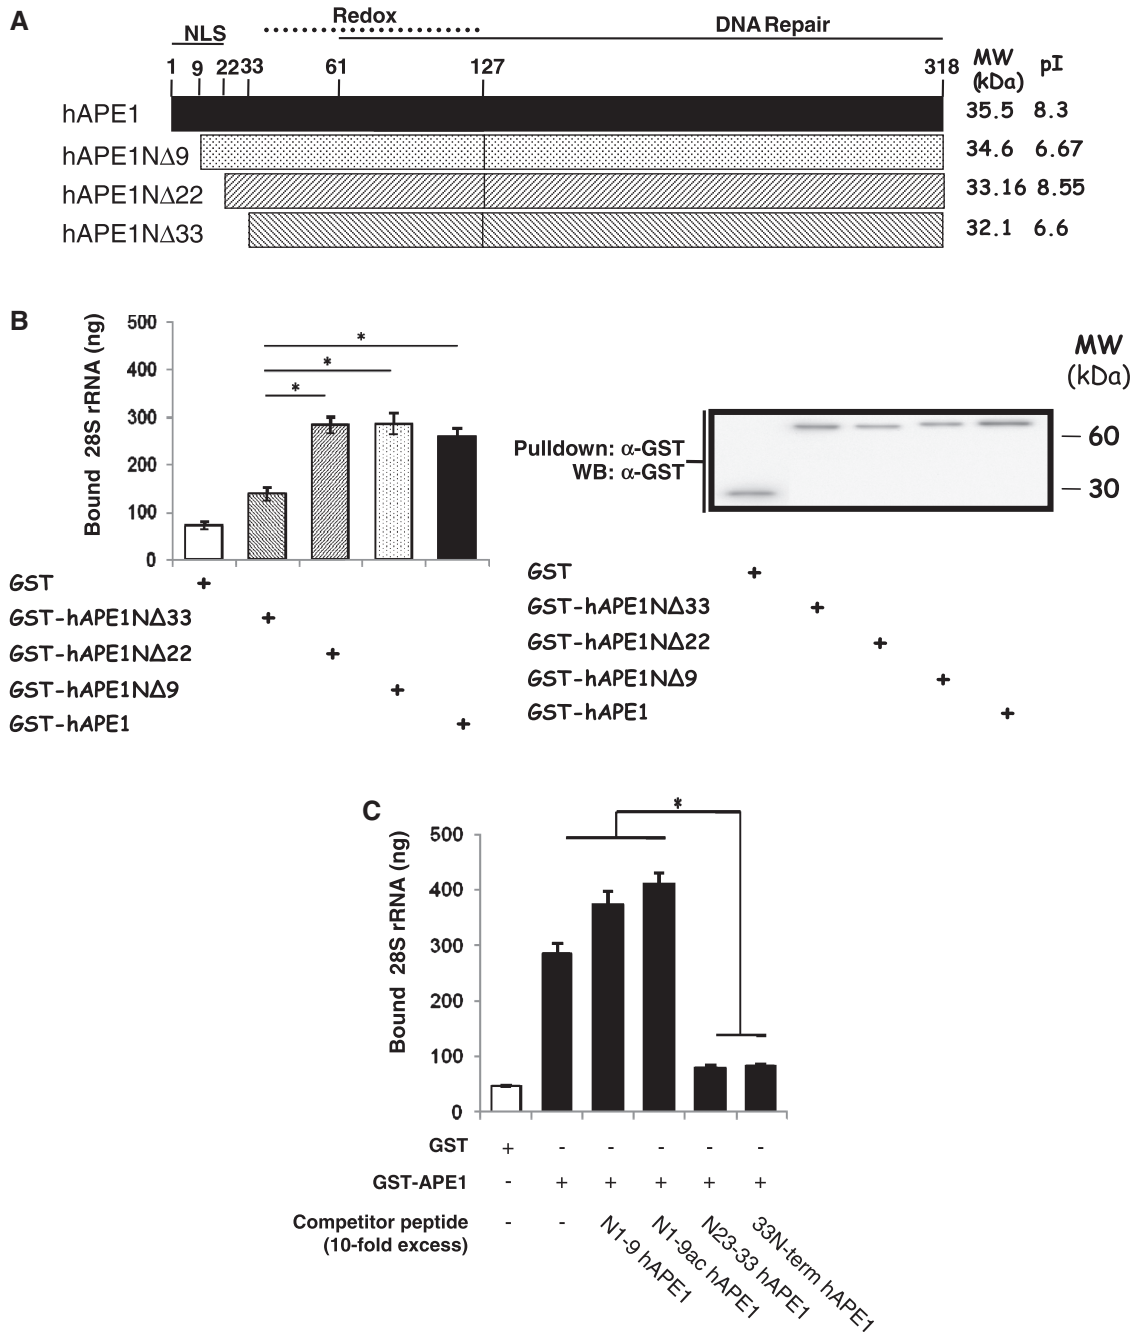 A
NLS
Redox
DNA Repair
1 9 22 33 61 127 318
MW (kDa)
pI
hAPE1
35.5 8.3
hAPE1NΔ9
34.6 6.67
hAPE1NΔ22
33.16 8.55
hAPE1NΔ33
32.1 6.6
B
Bound 28S rRNA (ng)
500
400
300
200
100
0
*
*
*
GST +
GST-hAPE1NΔ33 +
GST-hAPE1NΔ22 +
GST-hAPE1NΔ9 +
GST-hAPE1 +
Pulldown: α-GST
WB: α-GST
MW
(kDa)
60
30
GST +
GST-hAPE1NΔ33 +
GST-hAPE1NΔ22 +
GST-hAPE1NΔ9 +
GST-hAPE1 +
C
Bound 28S rRNA (ng)
500
400
300
200
100
0
*
GST + - - - - -
GST-APE1 - + + + + +
Competitor peptide - -
(10-fold excess)
N1-9 hAPE1
N1-9ac hAPE1
N23-33 hAPE1
33N-term hAPE1